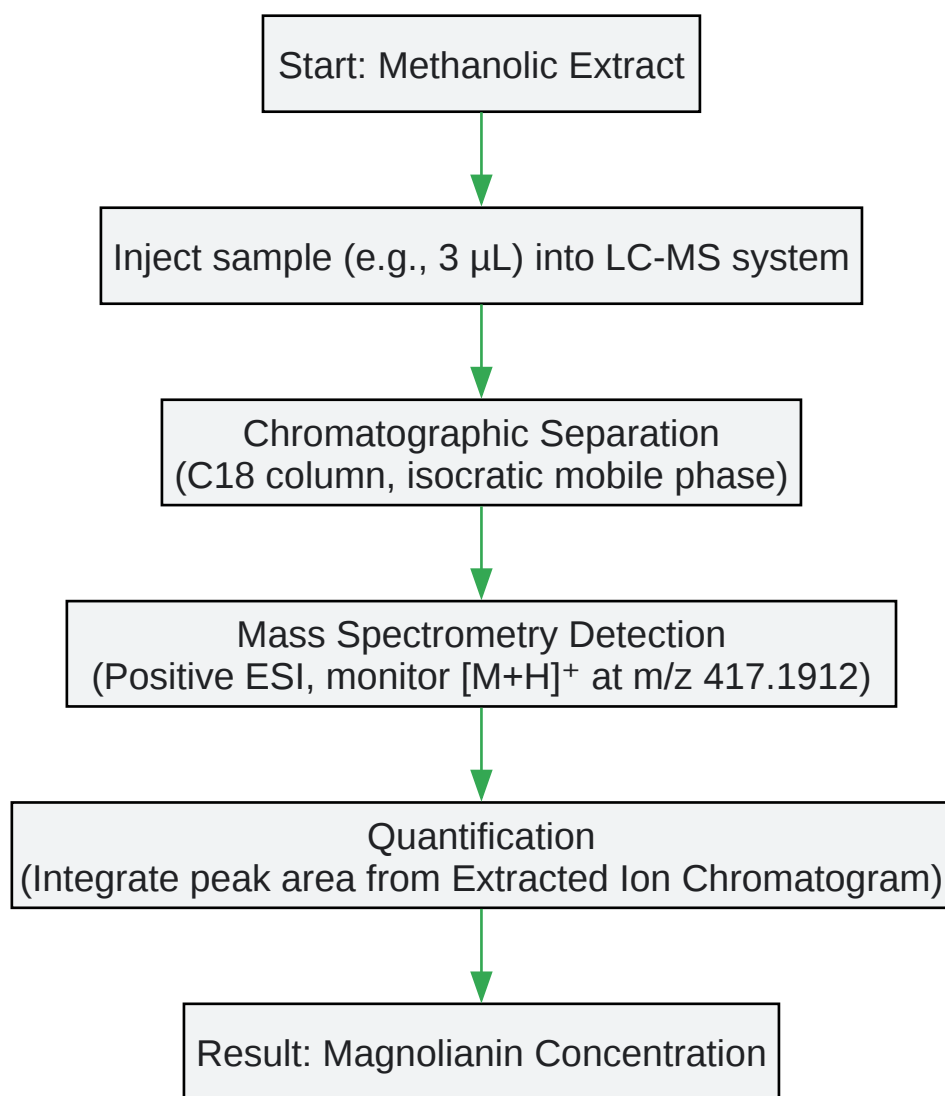 Start: Methanolic Extract
Inject sample (e.g., 3 µL) into LC-MS system
Chromatographic Separation
(C18 column, isocratic mobile phase)
Mass Spectrometry Detection
(Positive ESI, monitor [M+H]⁺ at m/z 417.1912)
Quantification
(Integrate peak area from Extracted Ion Chromatogram)
Result: Magnolianin Concentration